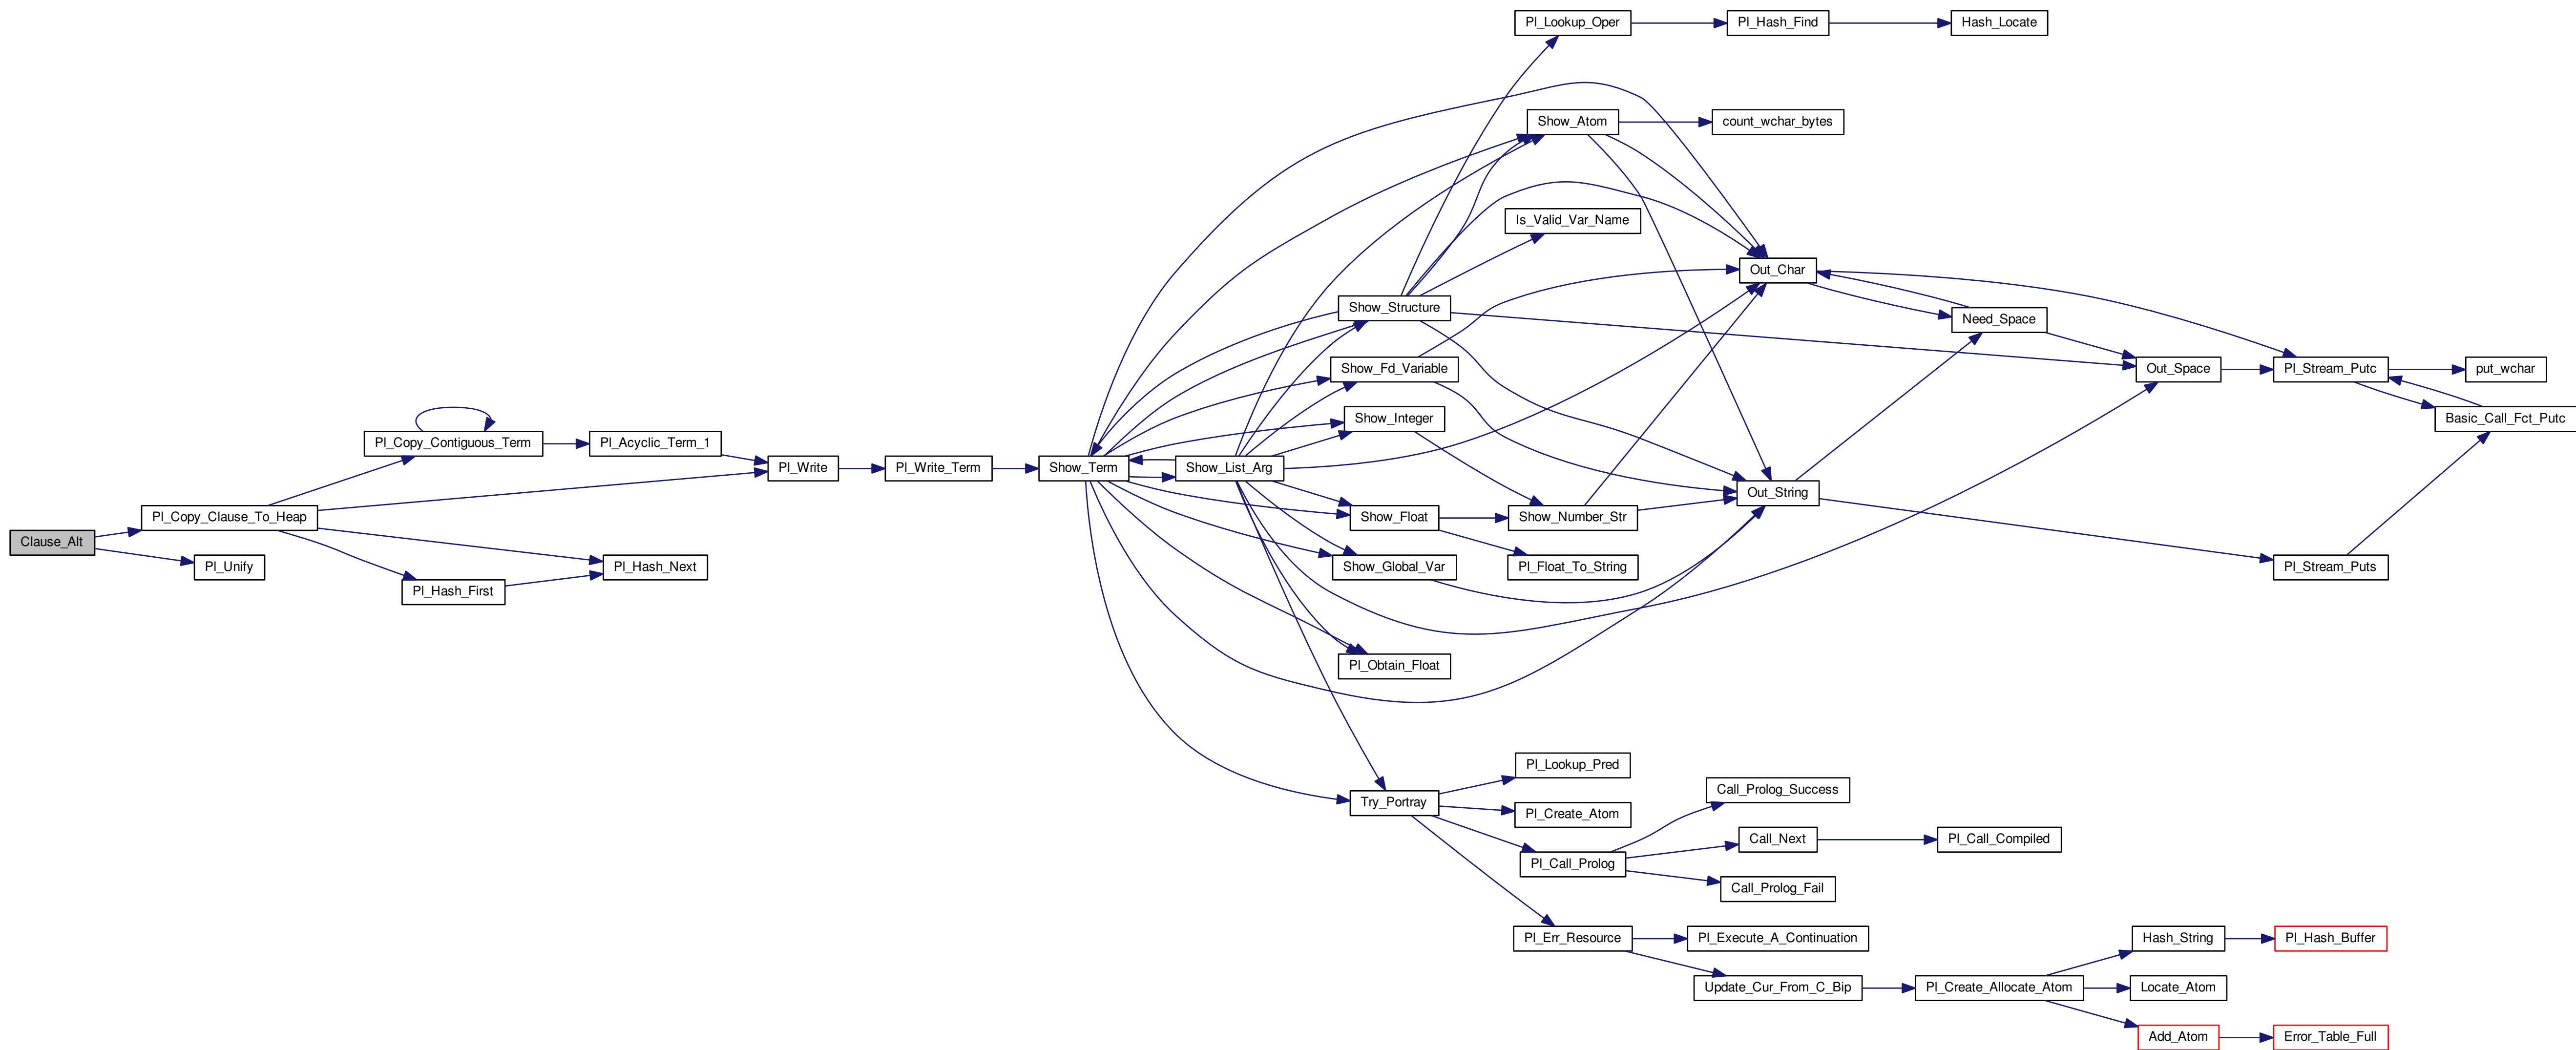 Clause_Alt
Pl_Copy_Clause_To_Heap
Pl_Unify
Pl_Copy_Contiguous_Term
Pl_Hash_First
Pl_Acyclic_Term_1
Pl_Hash_Next
Pl_Write
Pl_Write_Term
Show_Term
Show_List_Arg
Show_Structure
Show_Fd_Variable
Show_Integer
Show_Float
Show_Global_Var
Pl_Obtain_Float
Try_Portray
Pl_Lookup_Oper
Show_Atom
Is_Valid_Var_Name
Show_Number_Str
Pl_Float_To_String
Pl_Lookup_Pred
Pl_Create_Atom
Pl_Call_Prolog
Pl_Err_Resource
Pl_Hash_Find
count_wchar_bytes
Out_Char
Out_String
Call_Prolog_Success
Call_Next
Call_Prolog_Fail
Pl_Execute_A_Continuation
Update_Cur_From_C_Bip
Hash_Locate
Need_Space
Pl_Call_Compiled
Pl_Create_Allocate_Atom
Out_Space
Hash_String
Locate_Atom
Add_Atom
Pl_Stream_Putc
Pl_Stream_Puts
Pl_Hash_Buffer
Error_Table_Full
put_wchar
Basic_Call_Fct_Putc